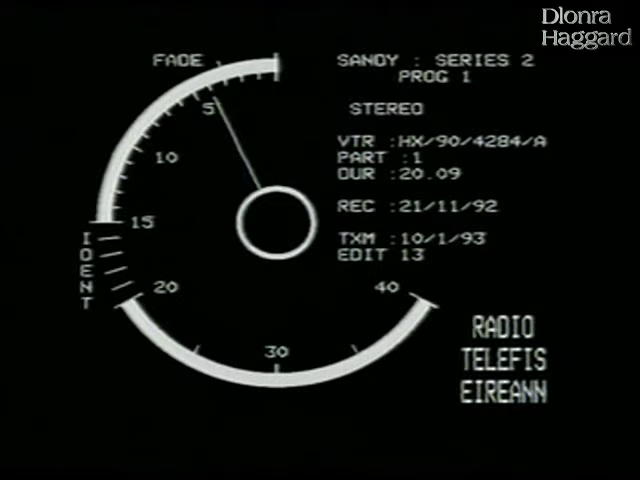 Dlonra
Haggard
FADE
SANDY : SERIES 2
PROG 1
5
STEREO
10
VTR :HX/90/4284/A
PART :1
DUR :20.09
REC :21/11/92
15
TXM :10/1/93
EDIT 13
IDENT
20
40
30
RADIO
TELEFIS
EIREANN